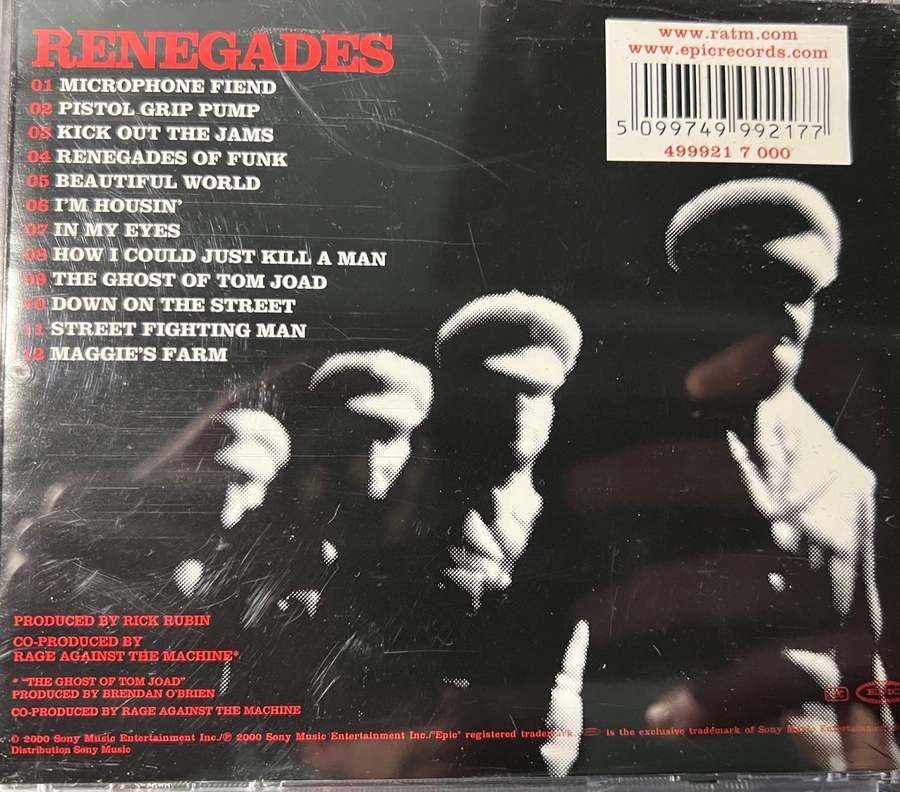 RENEGADES
01 MICROPHONE FIEND
02 PISTOL GRIP PUMP
03 KICK OUT THE JAMS
04 RENEGADES OF FUNK
05 BEAUTIFUL WORLD
06 I'M HOUSIN'
07 IN MY EYES
08 HOW I COULD JUST KILL A MAN
09 THE GHOST OF TOM JOAD
10 DOWN ON THE STREET
11 STREET FIGHTING MAN
12 MAGGIE'S FARM
www.ratm.com
www.epicrecords.com
5 099749 992177
499921 7 000
PRODUCED BY RICK RUBIN
CO-PRODUCED BY
RAGE AGAINST THE MACHINE*
* "THE GHOST OF TOM JOAD"
PRODUCED BY BRENDAN O'BRIEN
CO-PRODUCED BY RAGE AGAINST THE MACHINE
EPIC
© 2000 Sony Music Entertainment Inc./℗ 2000 Sony Music Entertainment Inc./"Epic" registered trademark. is the exclusive trademark of Sony Music Entertainment
Distribution Sony Music